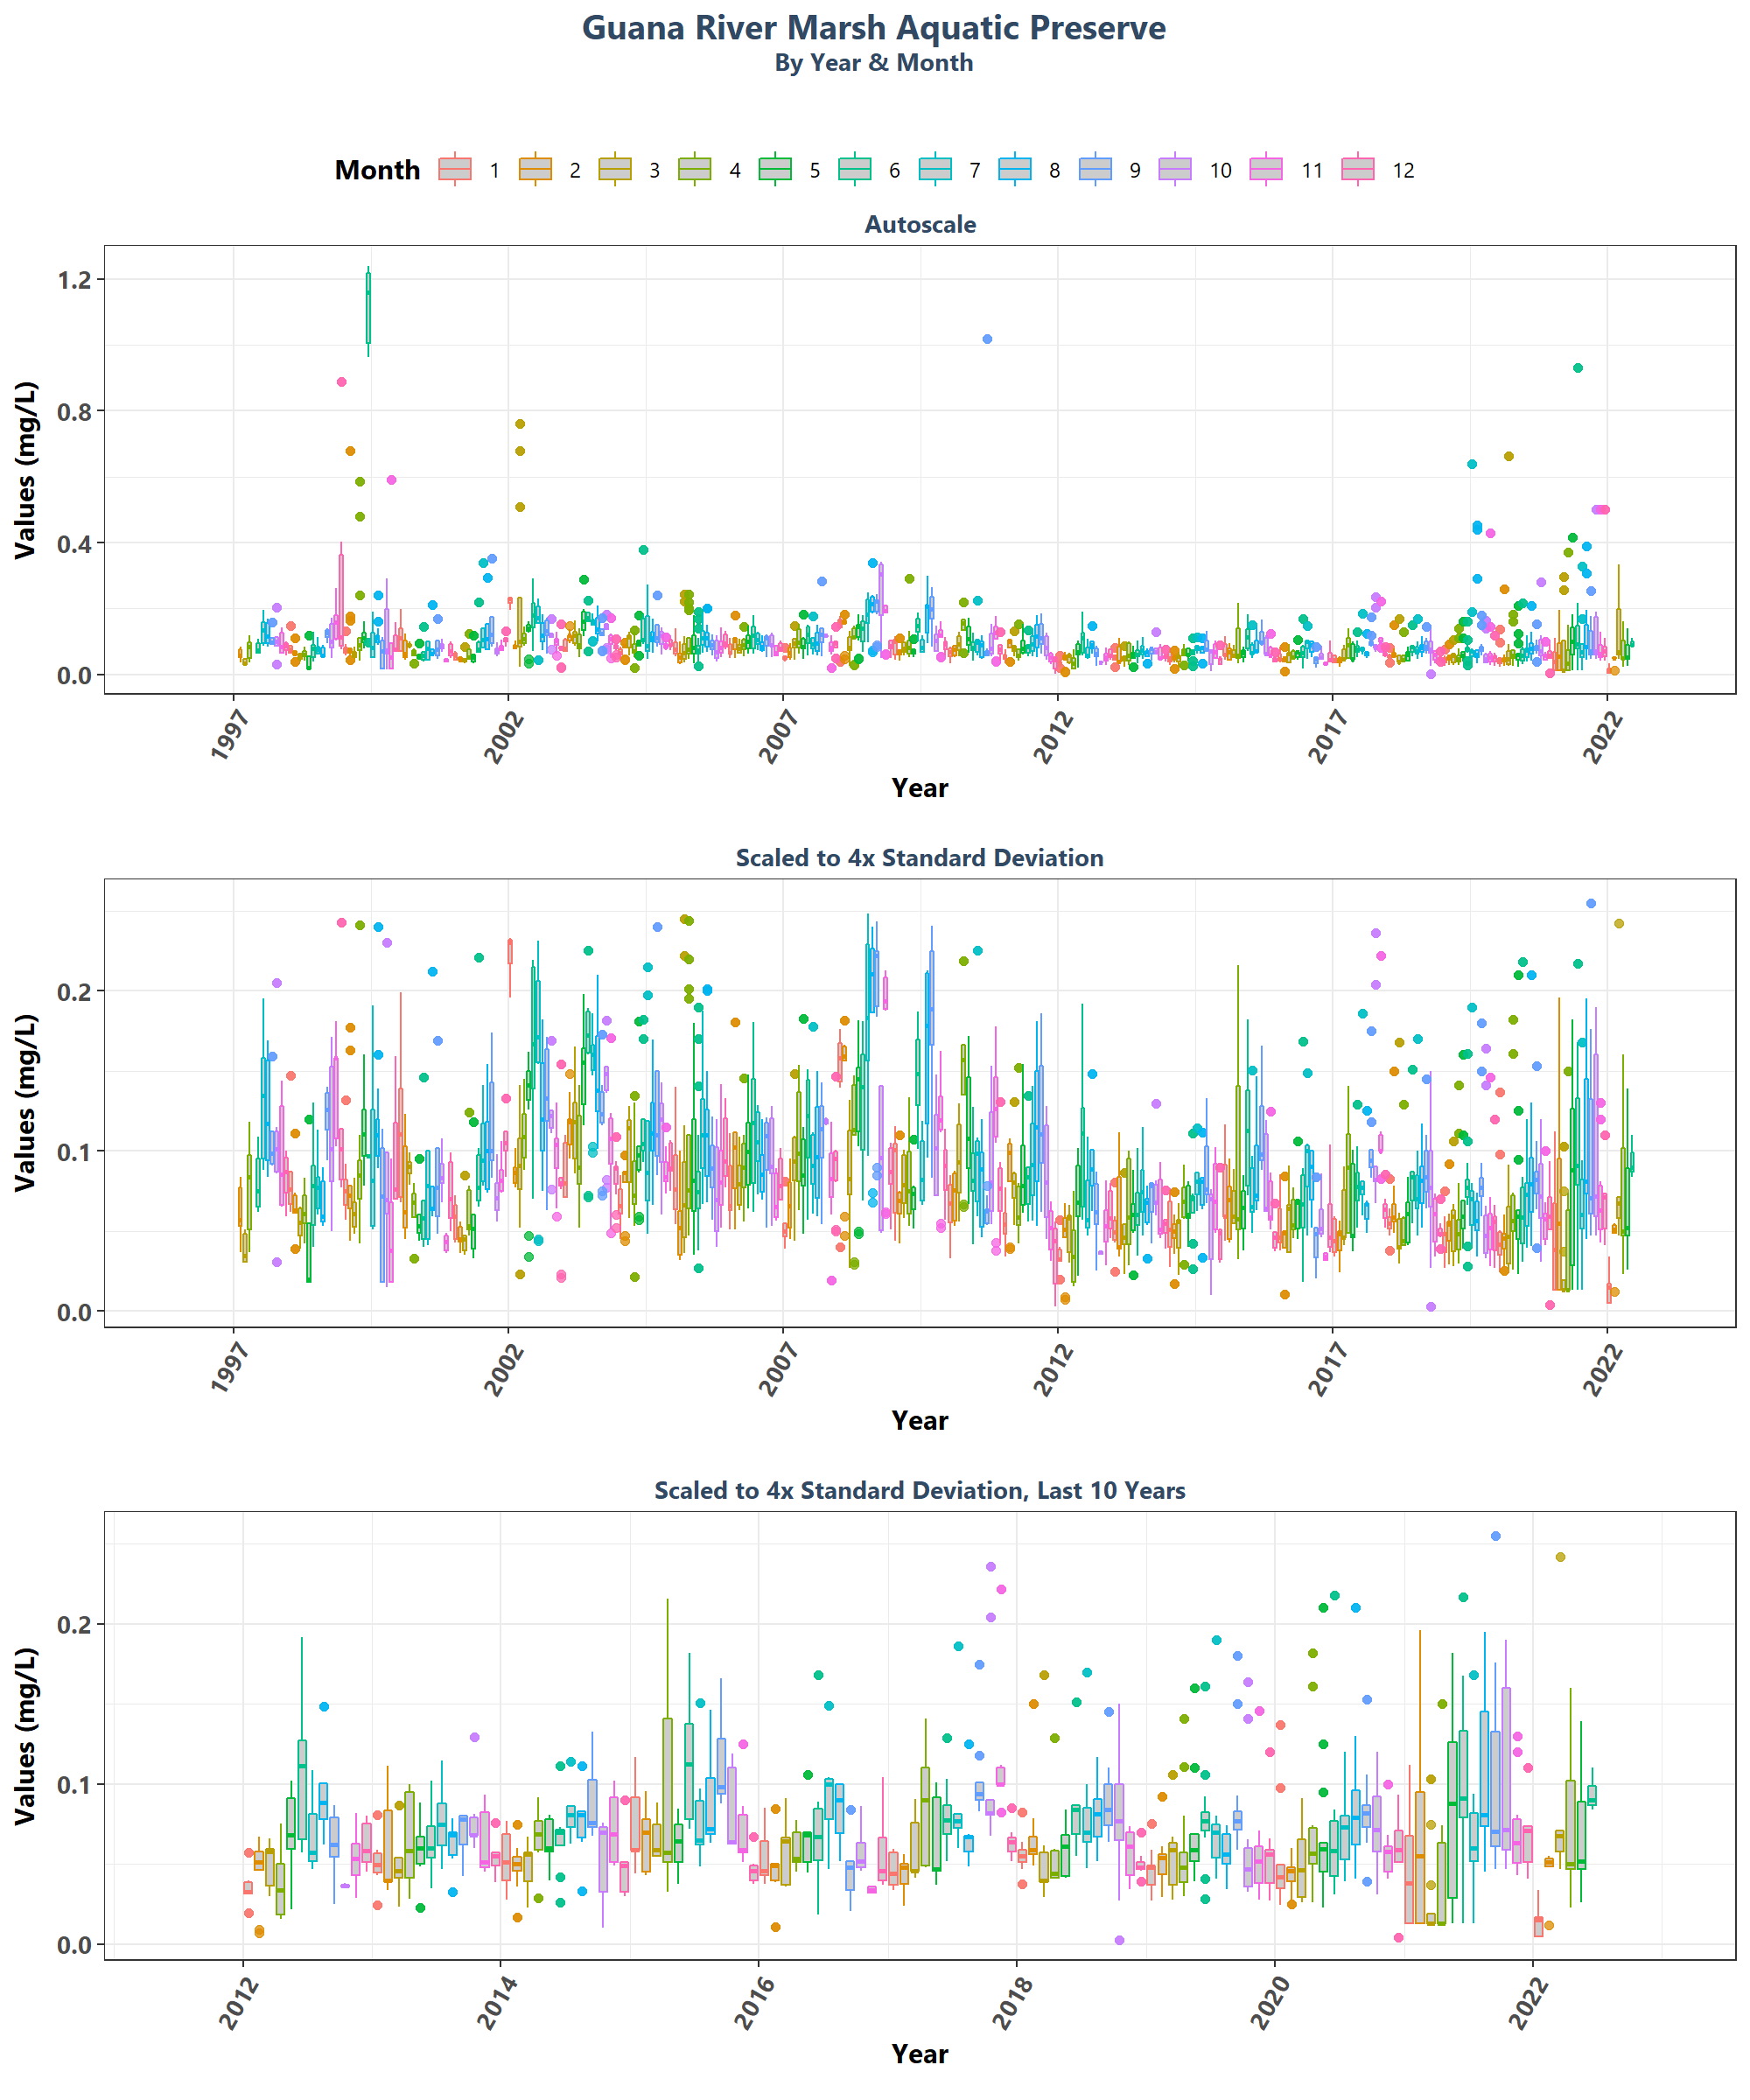 Guana River Marsh Aquatic Preserve
By Year & Month
Month 1 2 3 4 5 6 7 8 9 10 11 12
Autoscale
Values (mg/L)
1.2
0.8
0.4
0.0
1997 2002 2007 2012 2017 2022
Year
Scaled to 4x Standard Deviation
Values (mg/L)
0.2
0.1
0.0
1997 2002 2007 2012 2017 2022
Year
Scaled to 4x Standard Deviation, Last 10 Years
Values (mg/L)
0.2
0.1
0.0
2012 2014 2016 2018 2020 2022
Year